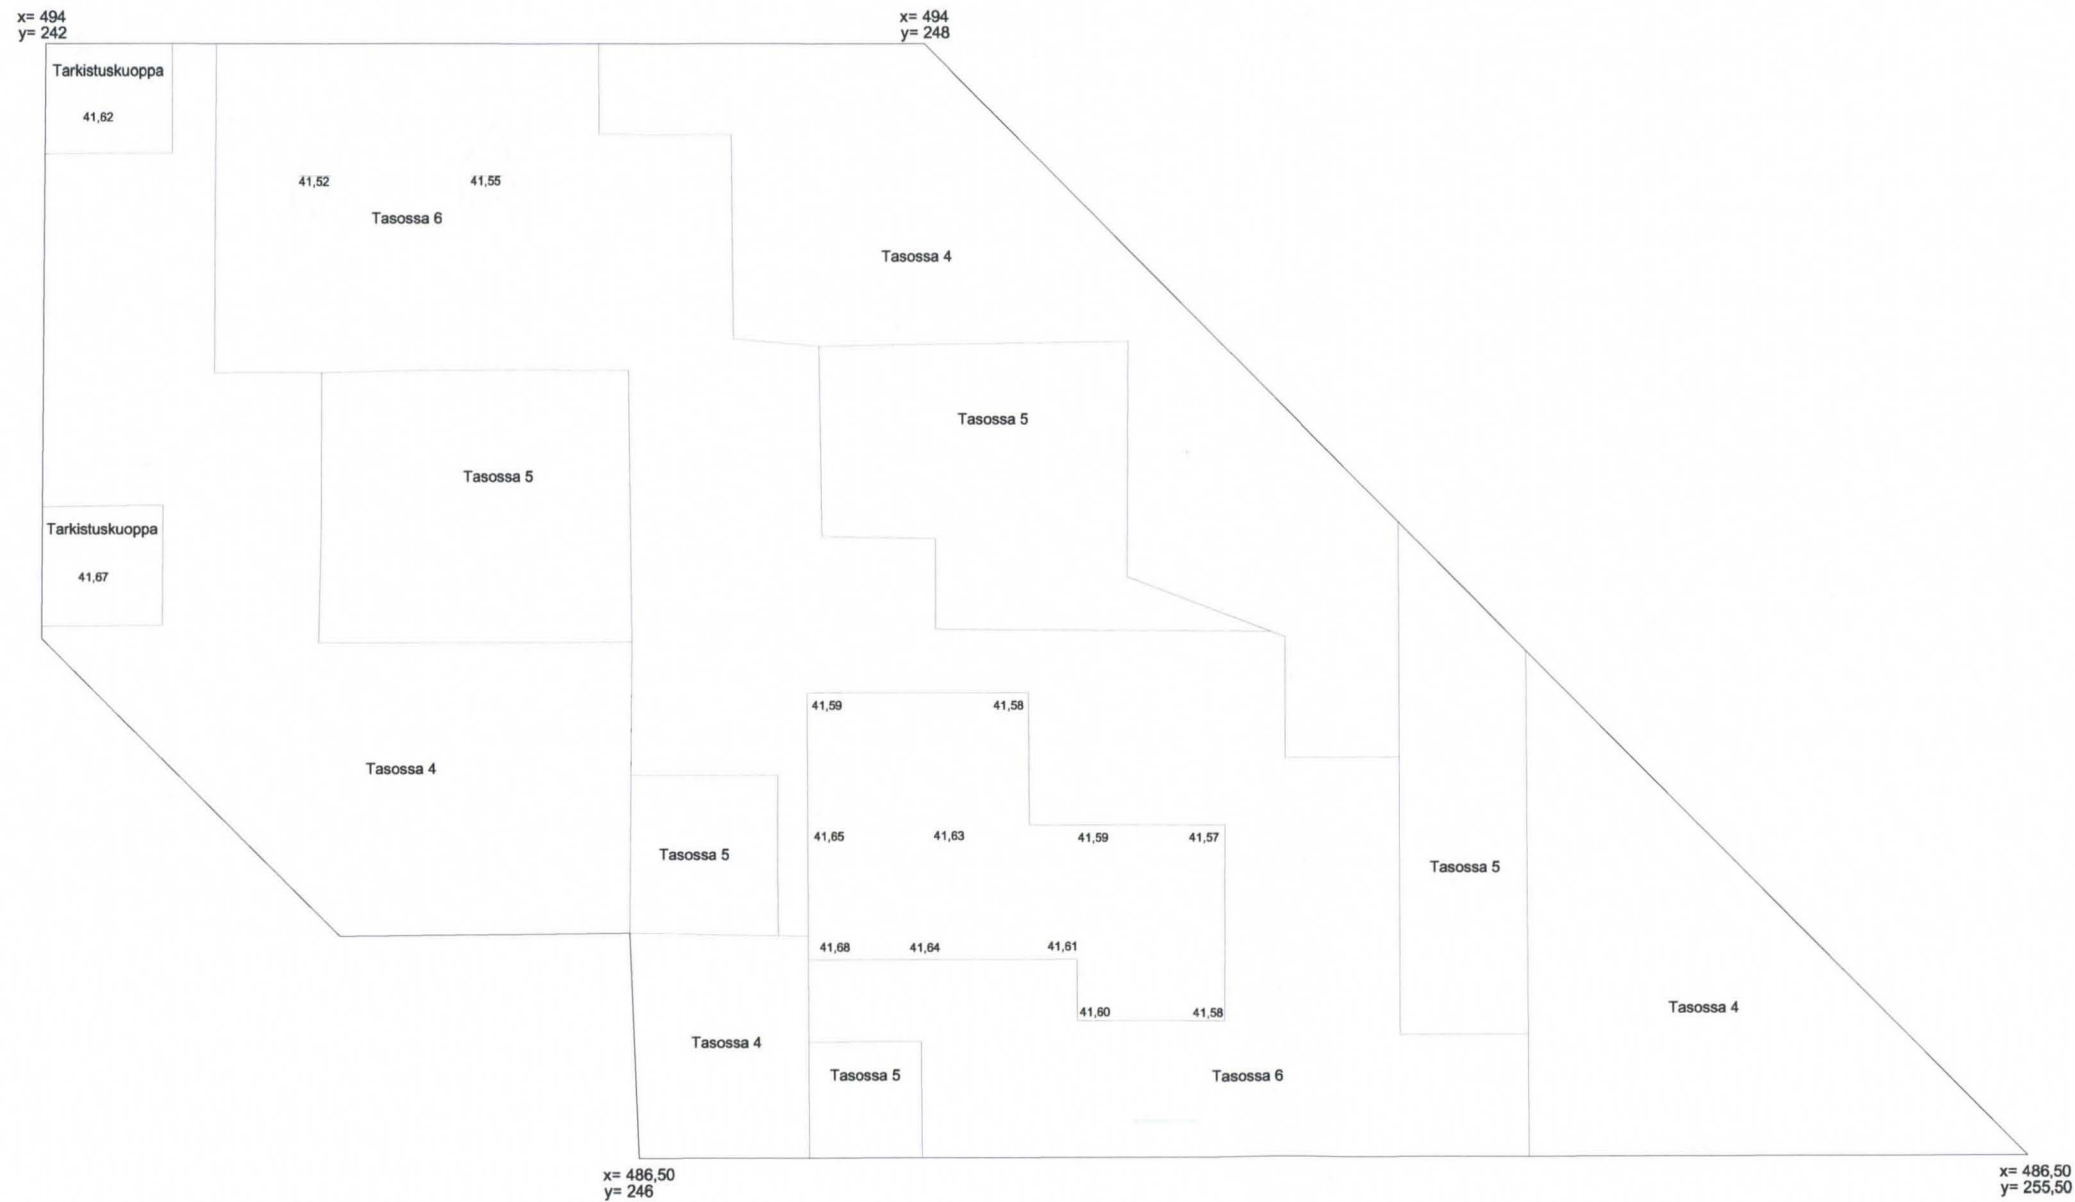 x= 494
y= 242
x= 494
y= 248
Tarkistuskuoppa
41,62
41,52
41,55
Tasossa 6
Tasossa 4
Tasossa 5
Tasossa 5
Tarkistuskuoppa
41,67
41,59
41,58
Tasossa 4
41,65
41,63
41,59
41,57
Tasossa 5
Tasossa 5
41,68
41,64
41,61
41,60
41,58
Tasossa 4
Tasossa 4
Tasossa 5
Tasossa 6
x= 486,50
y= 246
x= 486,50
y= 255,50